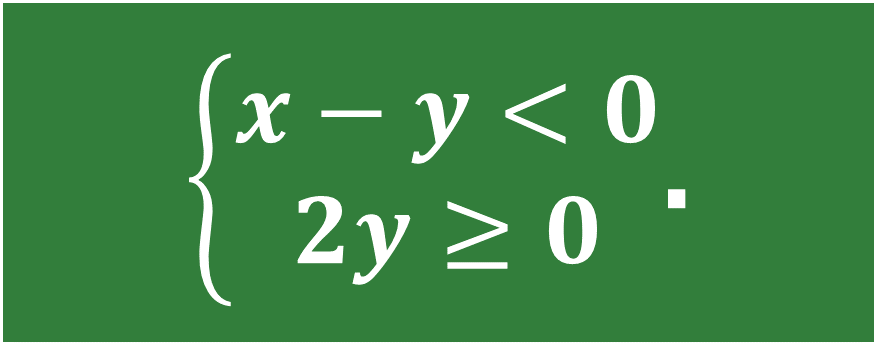 x − y < 0
2y ≥ 0 .